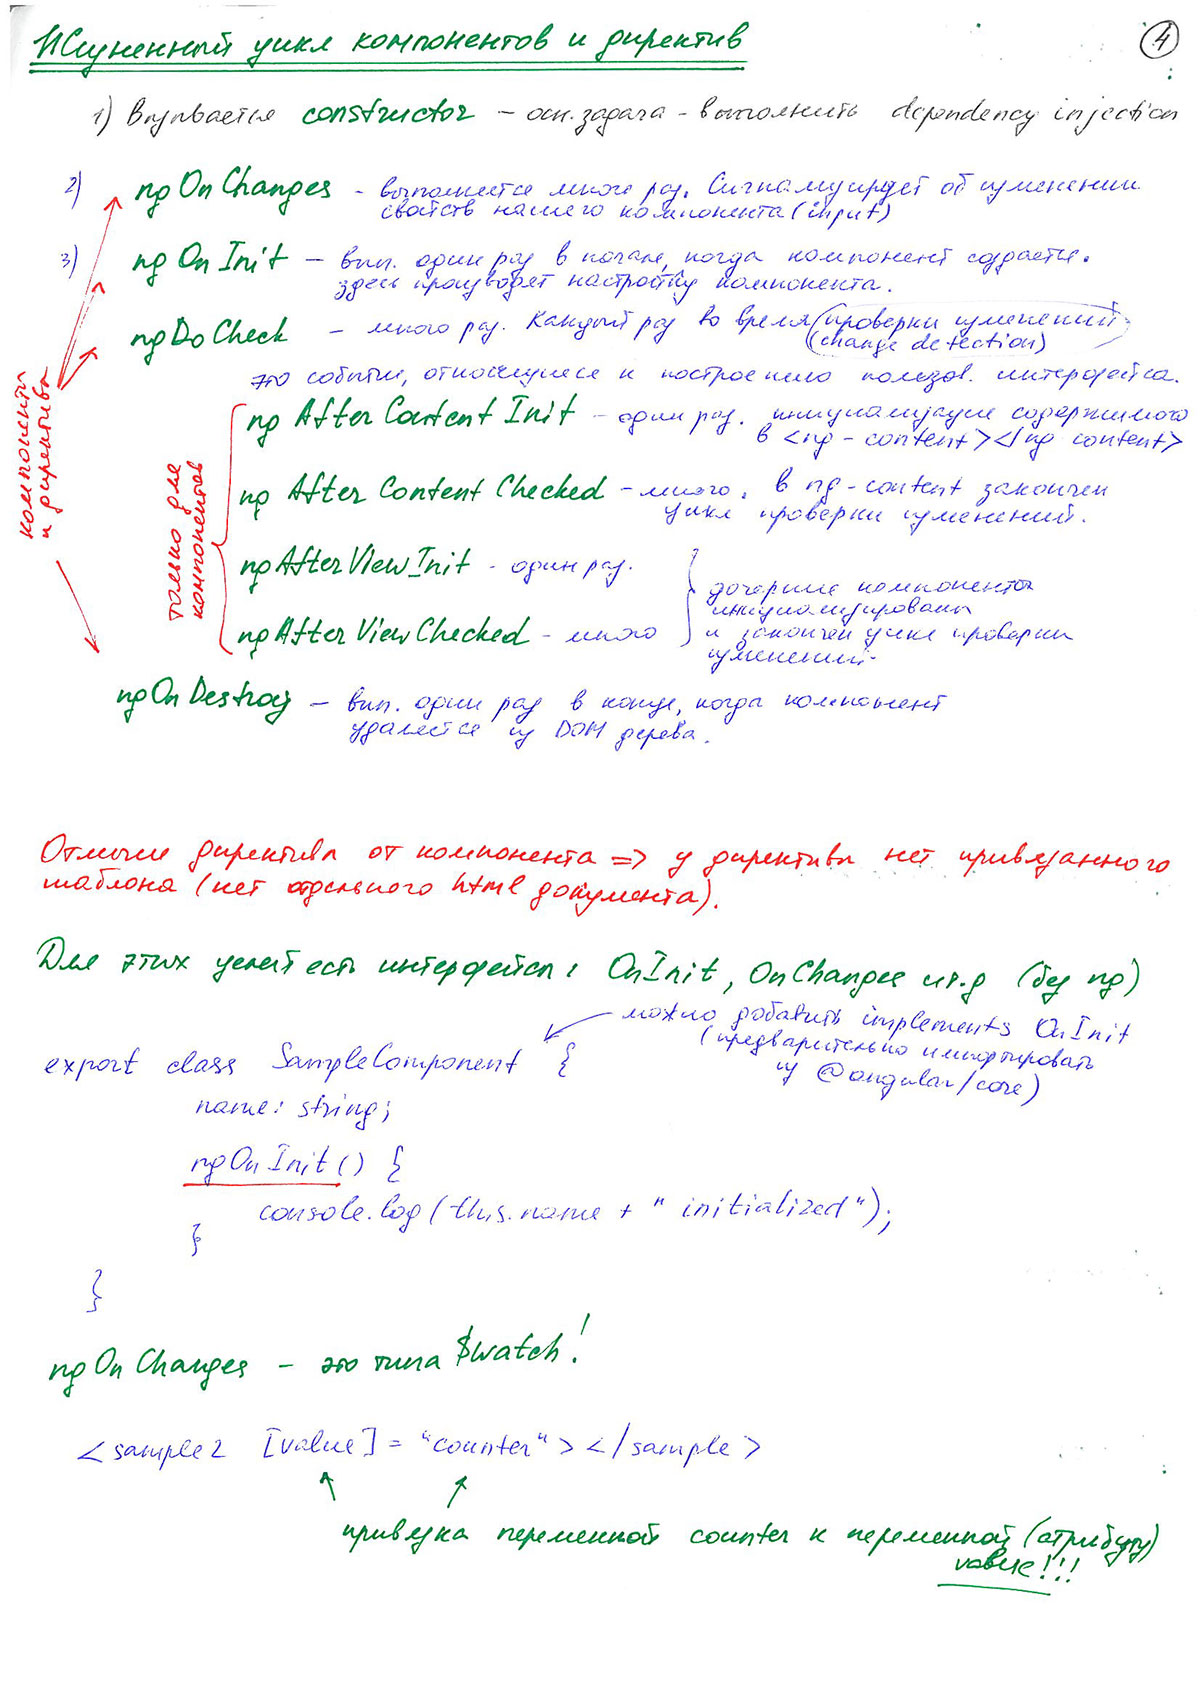 Жизненный цикл компонентов и директив
4
1) Вызывается constructor - осн. задача - выполнить dependency injection
2) ngOnChanges - выполняется много раз. Сигнализирует об изменении
свойств нашего компонента (input)
3) ngOnInit - вып. один раз в начале, когда компонент создается.
здесь производят настройку компонента.
ngDoCheck - много раз. Каждый раз во время (проверки изменений)
(change detection)
это события, относящиеся к построению пользов. интерфейса.
компоненты
и директивы
только для
компонентов
ngAfterContentInit - один раз. инициализация содержимого
в <ng-content></ng content>
ngAfterContentChecked - много. в ng-content закончен
цикл проверки изменений.
ngAfterViewInit - один раз.
ngAfterViewChecked - много
дочерние компоненты
инициализированы
и закончен цикл проверки
изменений.
ngOnDestroy - вып. один раз в конце, когда компонент
удаляется из DOM дерева.
Отличие директивы от компонента => у директивы нет привязанного
шаблона (нет отдельного html документа).
Для этих целей есть интерфейсы: OnInit, OnChanges и т.д (без ng)
можно добавить implements OnInit
(предварительно импортировать
из @angular/core)
export class SampleComponent {
name: string;
ngOnInit() {
console.log(this.name + " initialized");
}
}
ngOnChanges - это типа $watch!
<sample2 [value]="counter"></sample>
привязка переменной counter к переменной (атрибуту)
value!!!